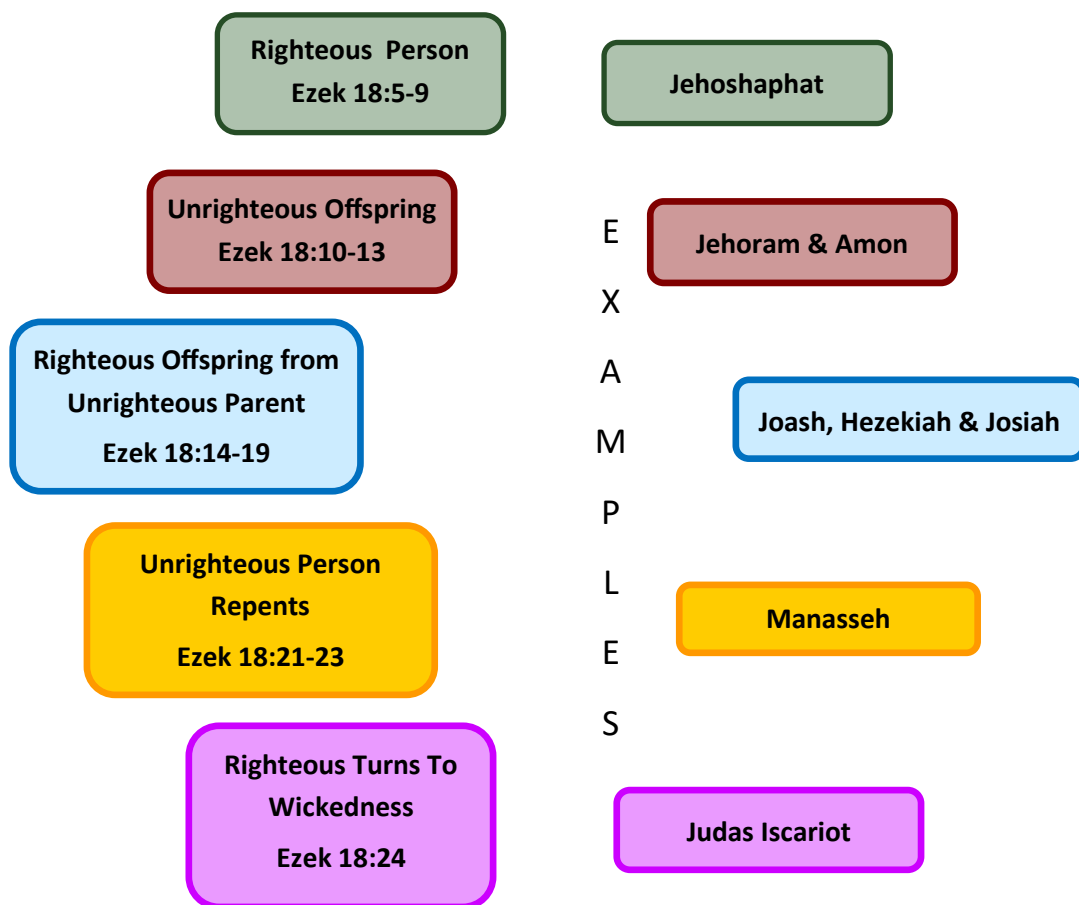 Righteous Person
Ezek 18:5-9
Jehoshaphat
Unrighteous Offspring
Ezek 18:10-13
E
X
A
M
P
L
E
S
Jehoram & Amon
Righteous Offspring from
Unrighteous Parent
Ezek 18:14-19
Joash, Hezekiah & Josiah
Unrighteous Person
Repents
Ezek 18:21-23
Manasseh
Righteous Turns To
Wickedness
Ezek 18:24
Judas Iscariot